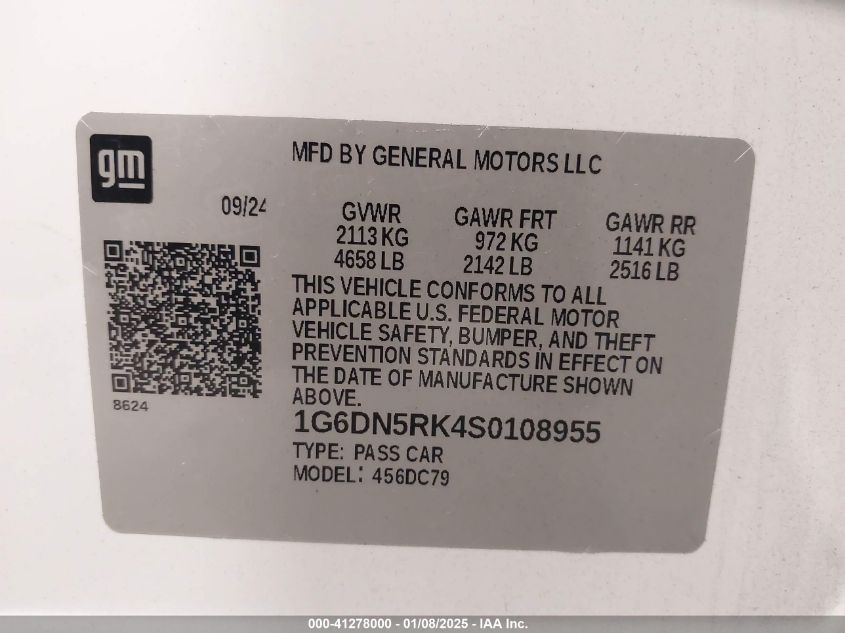 gm
MFD BY GENERAL MOTORS LLC
09/24
GVWR GAWR FRT GAWR RR
2113 KG 972 KG 1141 KG
4658 LB 2142 LB 2516 LB
THIS VEHICLE CONFORMS TO ALL
APPLICABLE U.S. FEDERAL MOTOR
VEHICLE SAFETY, BUMPER, AND THEFT
PREVENTION STANDARDS IN EFFECT ON
THE DATE OF MANUFACTURE SHOWN
ABOVE.
8624
1G6DN5RK4S0108955
TYPE: PASS CAR
MODEL: 456DC79
000-41278000 - 01/08/2025 - IAA Inc.